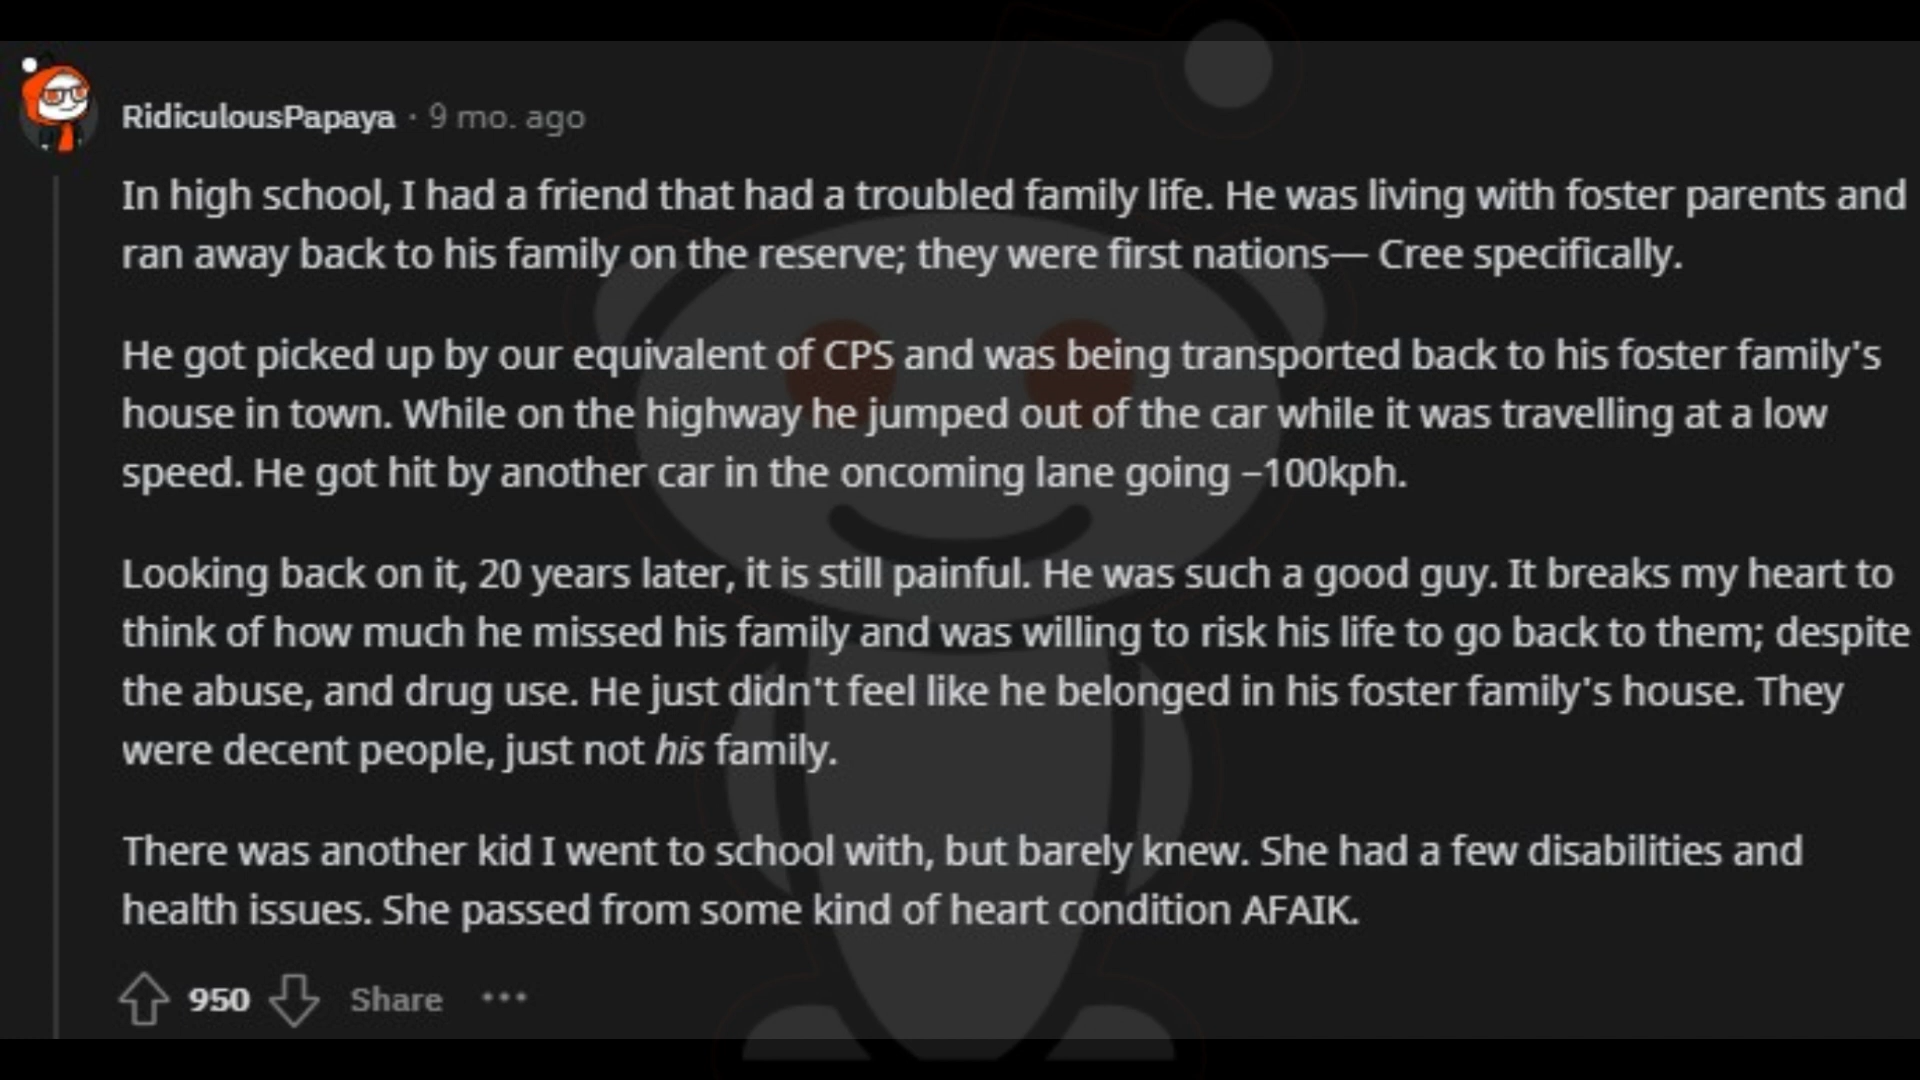 RidiculousPapaya · 9 mo. ago
In high school, I had a friend that had a troubled family life. He was living with foster parents and
ran away back to his family on the reserve; they were first nations— Cree specifically.
He got picked up by our equivalent of CPS and was being transported back to his foster family's
house in town. While on the highway he jumped out of the car while it was travelling at a low
speed. He got hit by another car in the oncoming lane going ~100kph.
Looking back on it, 20 years later, it is still painful. He was such a good guy. It breaks my heart to
think of how much he missed his family and was willing to risk his life to go back to them; despite
the abuse, and drug use. He just didn't feel like he belonged in his foster family's house. They
were decent people, just not his family.
There was another kid I went to school with, but barely knew. She had a few disabilities and
health issues. She passed from some kind of heart condition AFAIK.
950 Share ···